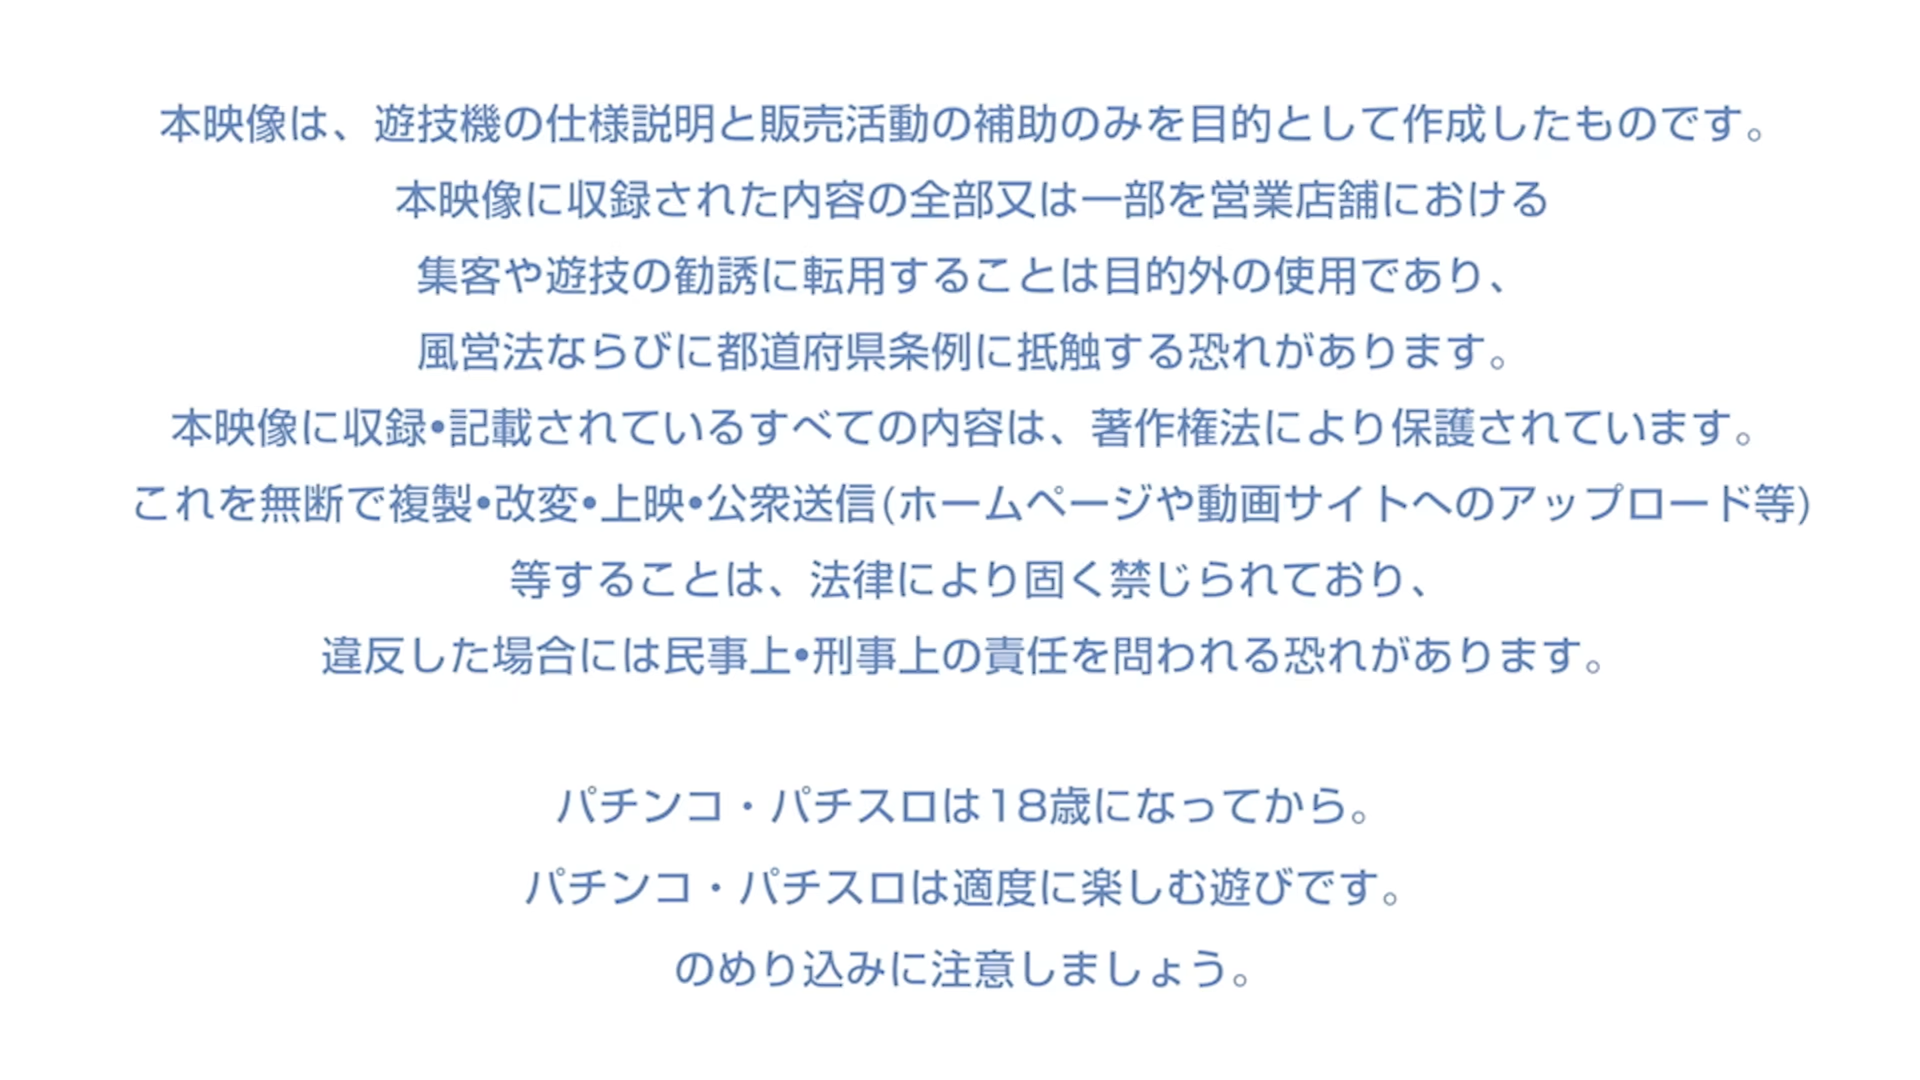 本映像は、遊技機の仕様説明と販売活動の補助のみを目的として作成したものです。
本映像に収録された内容の全部又は一部を営業店舗における
集客や遊技の勧誘に転用することは目的外の使用であり、
風営法ならびに都道府県条例に抵触する恐れがあります。
本映像に収録•記載されているすべての内容は、著作権法により保護されています。
これを無断で複製•改変•上映•公衆送信(ホームページや動画サイトへのアップロード等)
等することは、法律により固く禁じられており、
違反した場合には民事上•刑事上の責任を問われる恐れがあります。
パチンコ・パチスロは18歳になってから。
パチンコ・パチスロは適度に楽しむ遊びです。
のめり込みに注意しましょう。